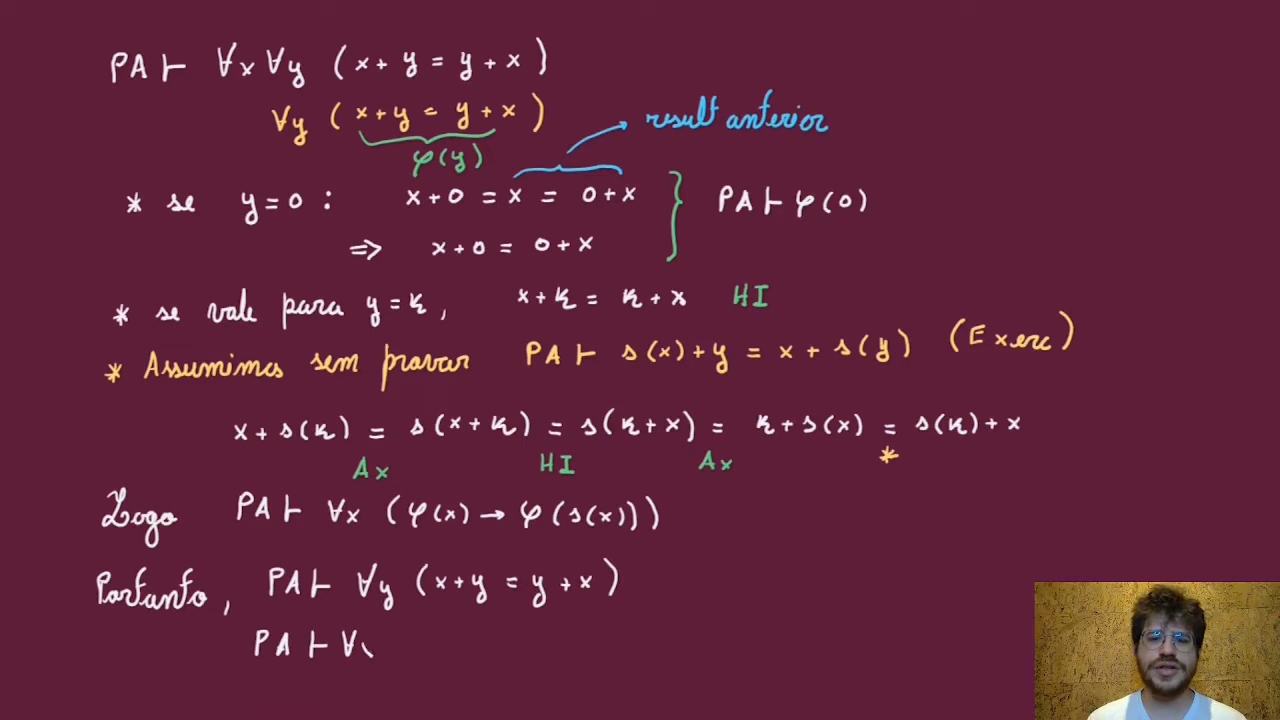 PA ⊢ ∀x ∀y (x + y = y + x)
∀y (x + y = y + x)
result anterior
φ(y)
* se y = 0 : x + 0 = x = 0 + x
PA ⊢ φ(0)
⇒ x + 0 = 0 + x
* se vale para y = k, x + k = k + x HI
* Assumimos sem provar PA ⊢ s(x) + y = x + s(y) (Exerc)
x + s(k) = s(x + k) = s(k + x) = k + s(x) = s(k) + x
Ax HI Ax *
Logo PA ⊢ ∀x (φ(x) → φ(s(x)))
Portanto, PA ⊢ ∀y (x + y = y + x)
PA ⊢ ∀